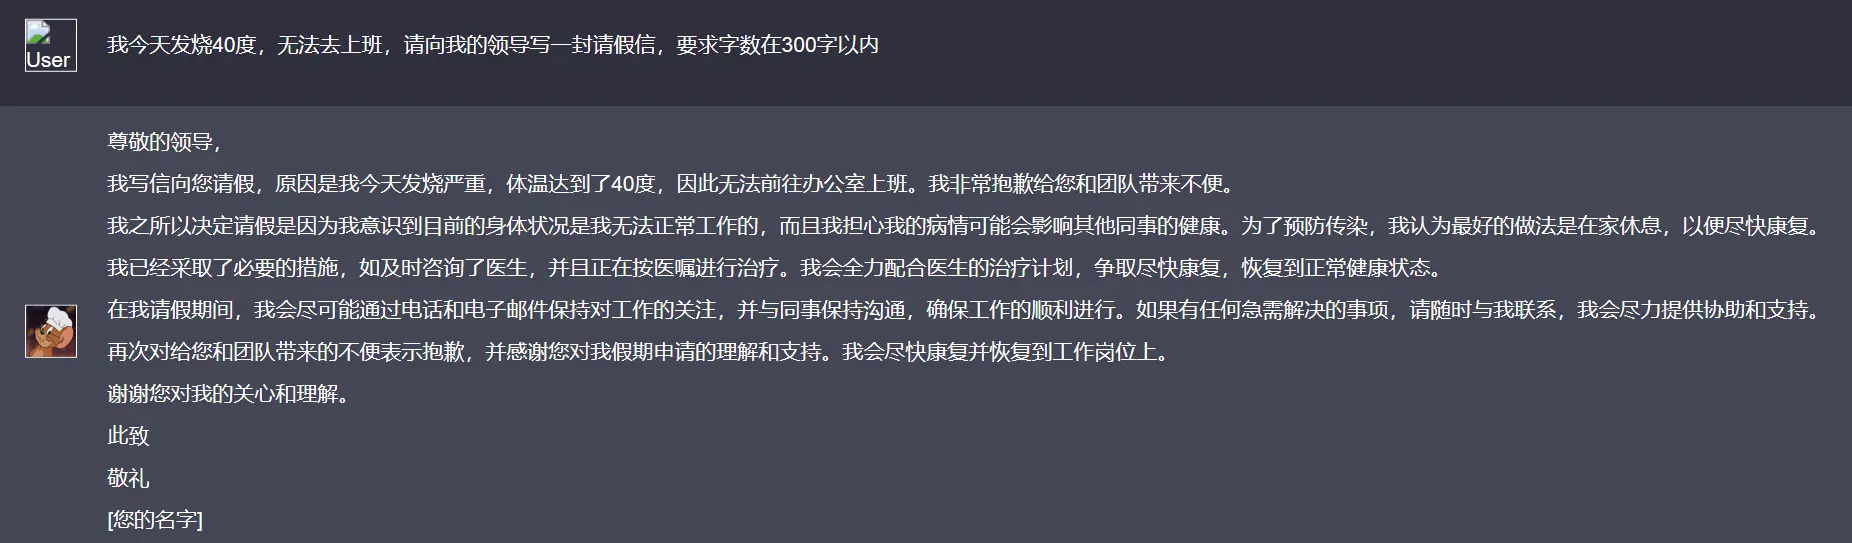 我今天发烧40度，无法去上班，请向我的领导写一封请假信，要求字数在300字以内
User
尊敬的领导，
我写信向您请假，原因是我今天发烧严重，体温达到了40度，因此无法前往办公室上班。我非常抱歉给您和团队带来不便。
我之所以决定请假是因为我意识到目前的身体状况是我无法正常工作的，而且我担心我的病情可能会影响其他同事的健康。为了预防传染，我认为最好的做法是在家休息，以便尽快康复。
我已经采取了必要的措施，如及时咨询了医生，并且正在按医嘱进行治疗。我会全力配合医生的治疗计划，争取尽快康复，恢复到正常健康状态。
在我请假期间，我会尽可能通过电话和电子邮件保持对工作的关注，并与同事保持沟通，确保工作的顺利进行。如果有任何急需解决的事项，请随时与我联系，我会尽力提供协助和支持。
再次对给您和团队带来的不便表示抱歉，并感谢您对我假期申请的理解和支持。我会尽快康复并恢复到工作岗位上。
谢谢您对我的关心和理解。
此致
敬礼
[您的名字]